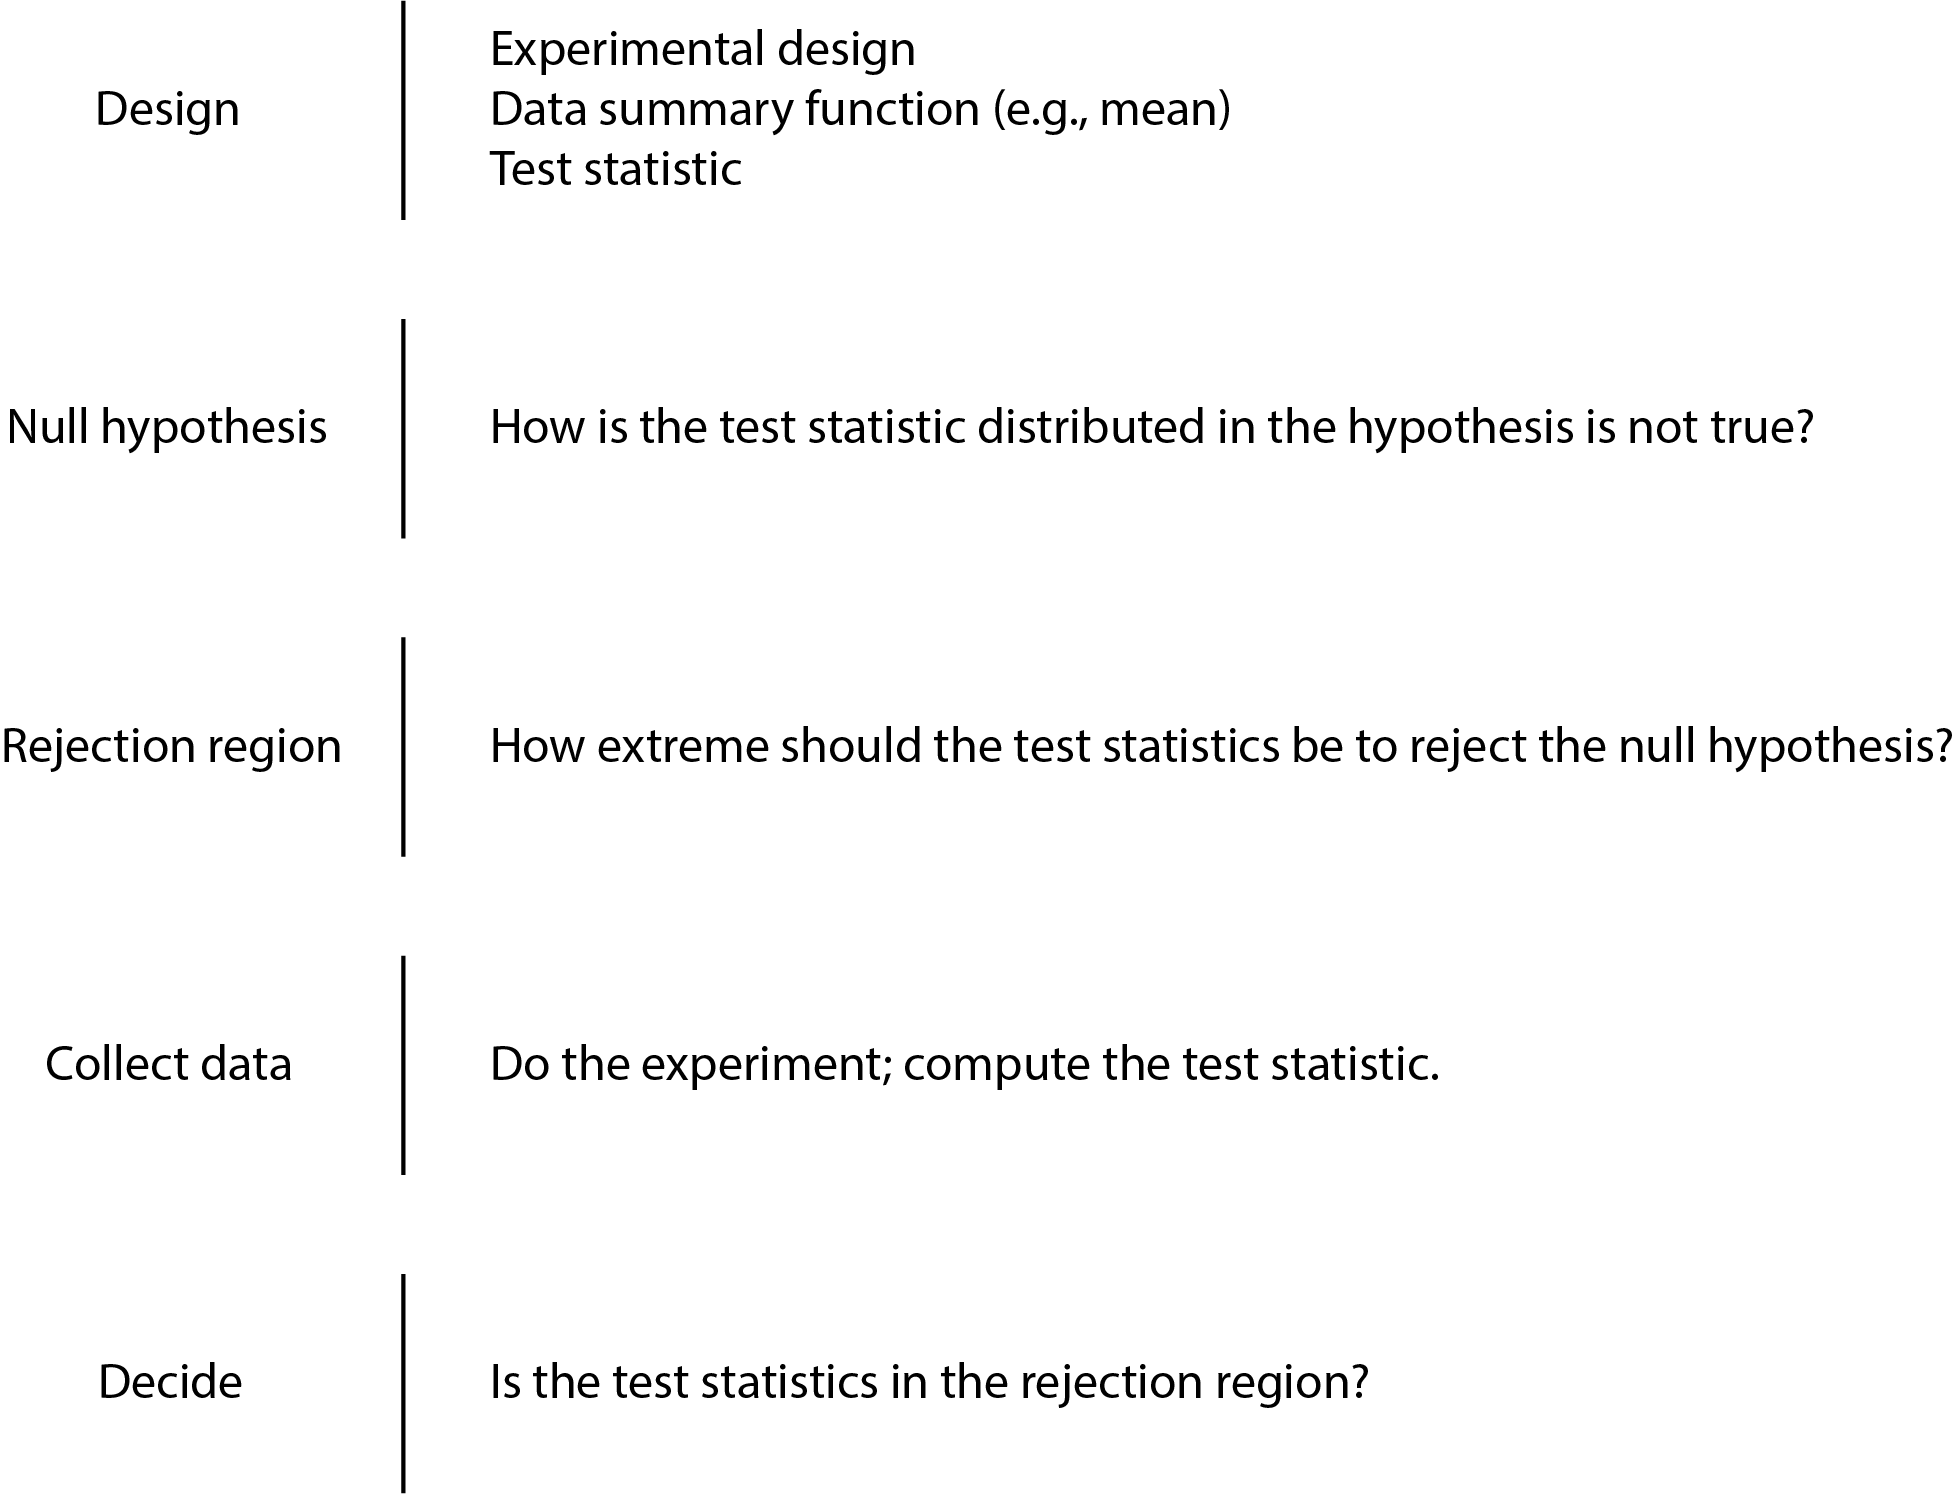 Design
Experimental design
Data summary function (e.g., mean)
Test statistic
Null hypothesis
How is the test statistic distributed in the hypothesis is not true?
Rejection region
How extreme should the test statistics be to reject the null hypothesis?
Collect data
Do the experiment; compute the test statistic.
Decide
Is the test statistics in the rejection region?